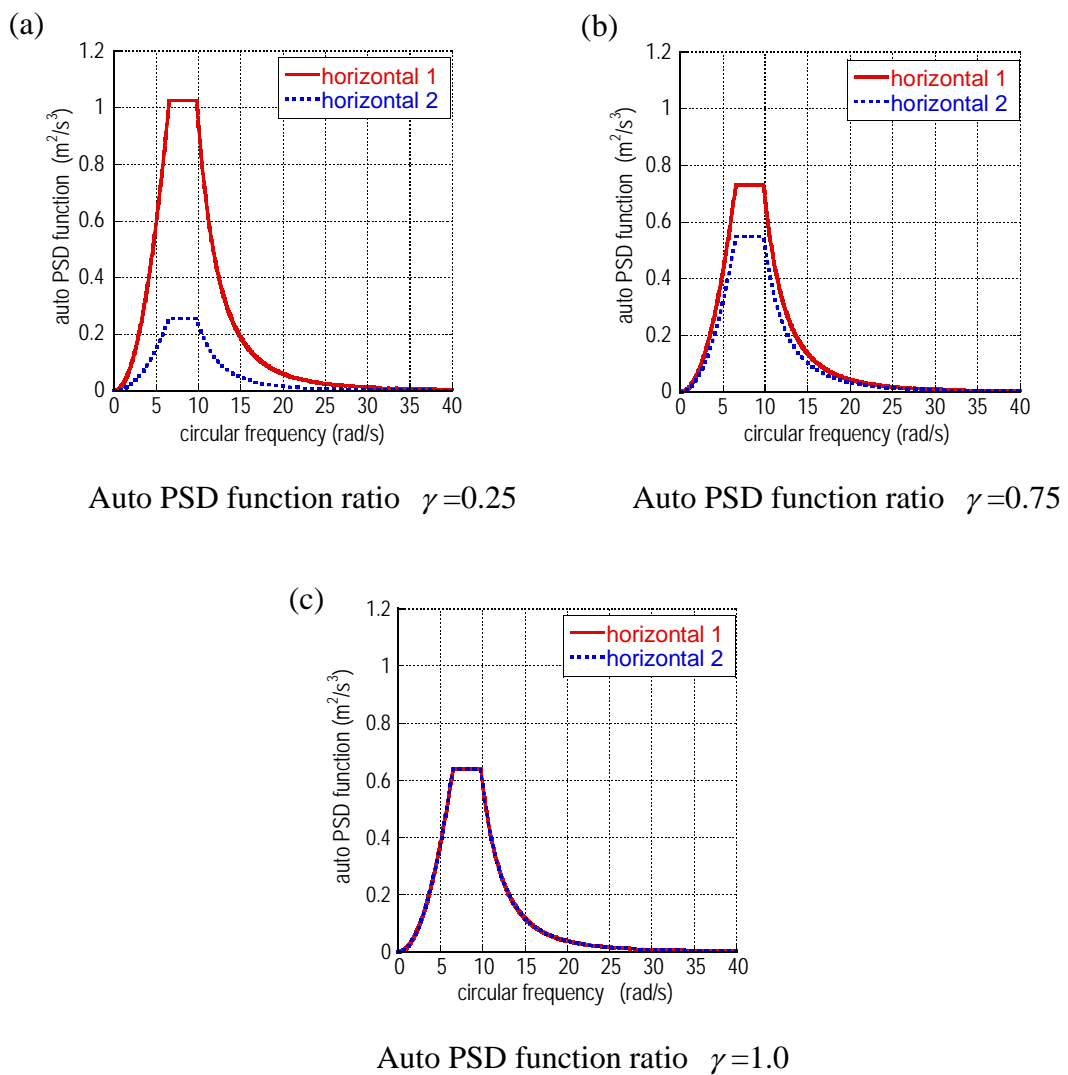 (a)
auto PSD function (m²/s³)
1.2
1
0.8
0.6
0.4
0.2
0
horizontal 1
horizontal 2
0 5 10 15 20 25 30 35 40
circular frequency (rad/s)
Auto PSD function ratio γ =0.25
(b)
auto PSD function (m²/s³)
1.2
1
0.8
0.6
0.4
0.2
0
horizontal 1
horizontal 2
0 5 10 15 20 25 30 35 40
circular frequency (rad/s)
Auto PSD function ratio γ =0.75
(c)
auto PSD function (m²/s³)
1.2
1
0.8
0.6
0.4
0.2
0
horizontal 1
horizontal 2
0 5 10 15 20 25 30 35 40
circular frequency (rad/s)
Auto PSD function ratio γ =1.0